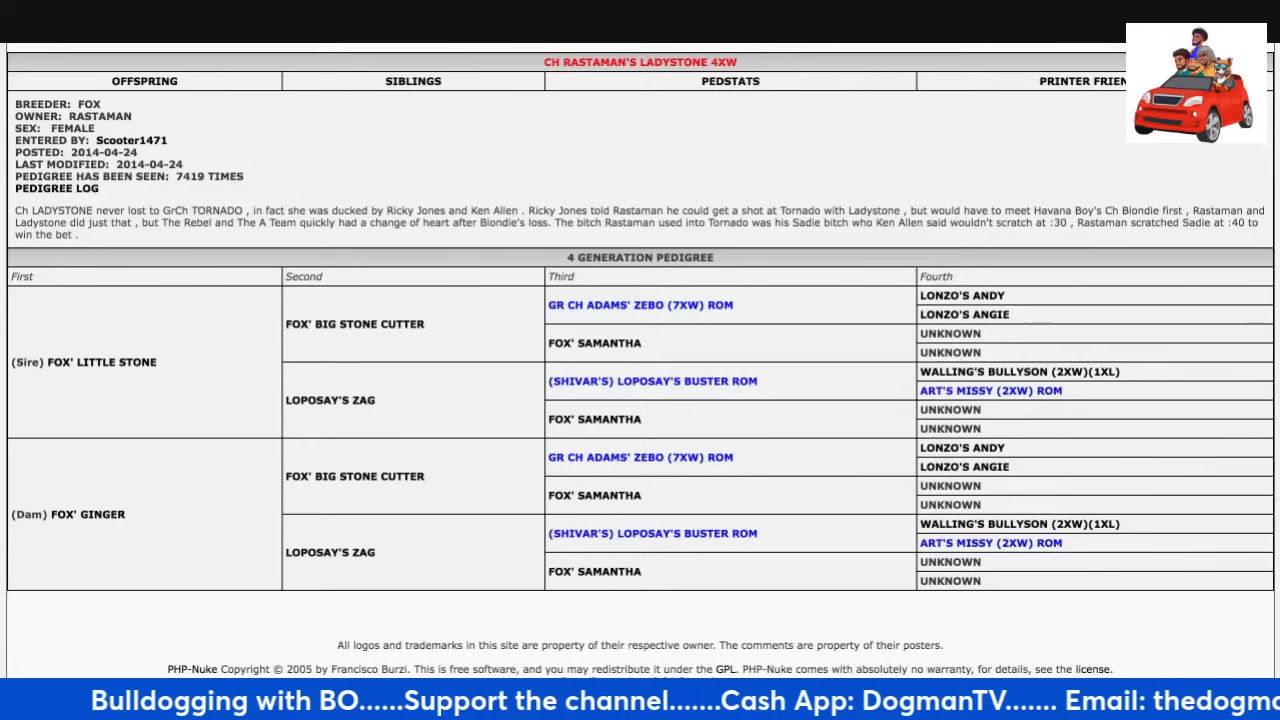 CH RASTAMAN'S LADYSTONE 4XW
OFFSPRING SIBLINGS PEDSTATS PRINTER FRIEN
BREEDER: FOX
OWNER: RASTAMAN
SEX: FEMALE
ENTERED BY: Scooter1471
POSTED: 2014-04-24
LAST MODIFIED: 2014-04-24
PEDIGREE HAS BEEN SEEN: 7419 TIMES
PEDIGREE LOG
Ch LADYSTONE never lost to GrCh TORNADO , in fact she was ducked by Ricky Jones and Ken Allen . Ricky Jones told Rastaman he could get a shot at Tornado with Ladystone , but would have to meet Havana Boy's Ch Blondie first , Rastaman and
Ladystone did just that , but The Rebel and The A Team quickly had a change of heart after Blondie's loss. The bitch Rastaman used into Tornado was his Sadie bitch who Ken Allen said wouldn't scratch at :30 , Rastaman scratched Sadie at :40 to
win the bet .
4 GENERATION PEDIGREE
First Second Third Fourth
(Sire) FOX' LITTLE STONE
FOX' BIG STONE CUTTER
GR CH ADAMS' ZEBO (7XW) ROM
LONZO'S ANDY
LONZO'S ANGIE
FOX' SAMANTHA
UNKNOWN
UNKNOWN
LOPOSAY'S ZAG
(SHIVAR'S) LOPOSAY'S BUSTER ROM
WALLING'S BULLYSON (2XW)(1XL)
ART'S MISSY (2XW) ROM
FOX' SAMANTHA
UNKNOWN
UNKNOWN
(Dam) FOX' GINGER
FOX' BIG STONE CUTTER
GR CH ADAMS' ZEBO (7XW) ROM
LONZO'S ANDY
LONZO'S ANGIE
FOX' SAMANTHA
UNKNOWN
UNKNOWN
LOPOSAY'S ZAG
(SHIVAR'S) LOPOSAY'S BUSTER ROM
WALLING'S BULLYSON (2XW)(1XL)
ART'S MISSY (2XW) ROM
FOX' SAMANTHA
UNKNOWN
UNKNOWN
All logos and trademarks in this site are property of their respective owner. The comments are property of their posters.
PHP-Nuke Copyright © 2005 by Francisco Burzi. This is free software, and you may redistribute it under the GPL. PHP-Nuke comes with absolutely no warranty, for details, see the license.
Bulldogging with BO......Support the channel.......Cash App: DogmanTV....... Email: thedogm